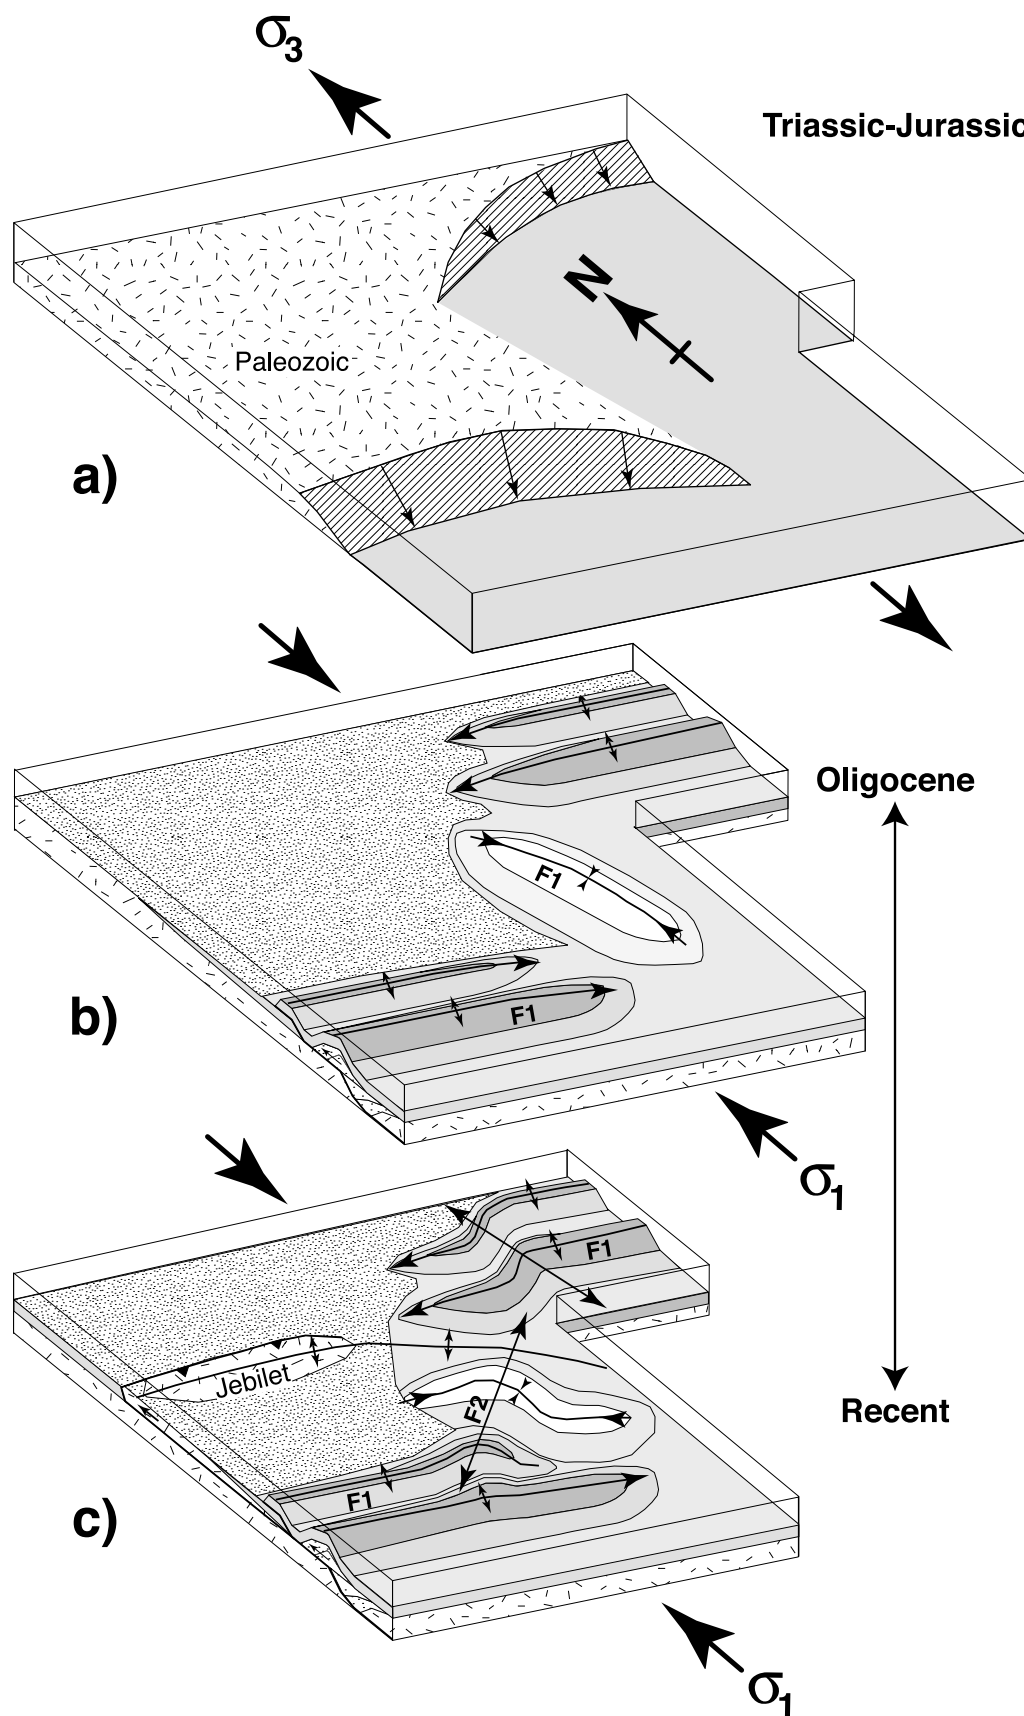 σ3
Triassic-Jurassic
N
Paleozoic
a)
Oligocene
F1
b)
F1
σ1
F1
Jebilet
F2
Recent
F1
c)
σ1